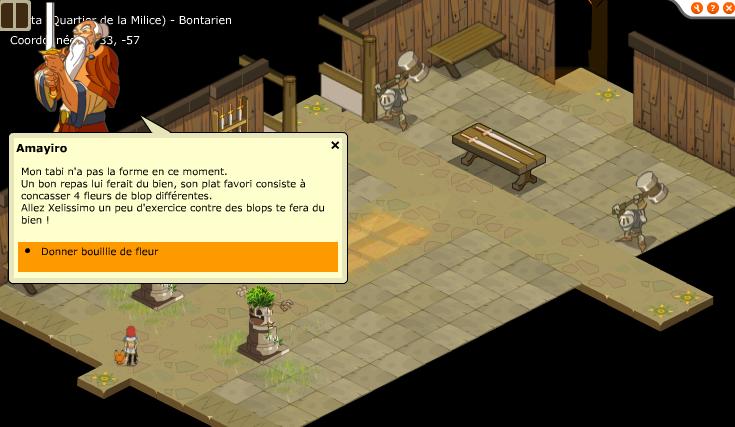 ta (Quartier de la Milice) - Bontarien
Coordonnées 33, -57
Amayiro
Mon tabi n'a pas la forme en ce moment.
Un bon repas lui ferait du bien, son plat favori consiste à
concasser 4 fleurs de blop différentes.
Allez Xelissimo un peu d'exercice contre des blops te fera du
bien !
Donner bouillie de fleur